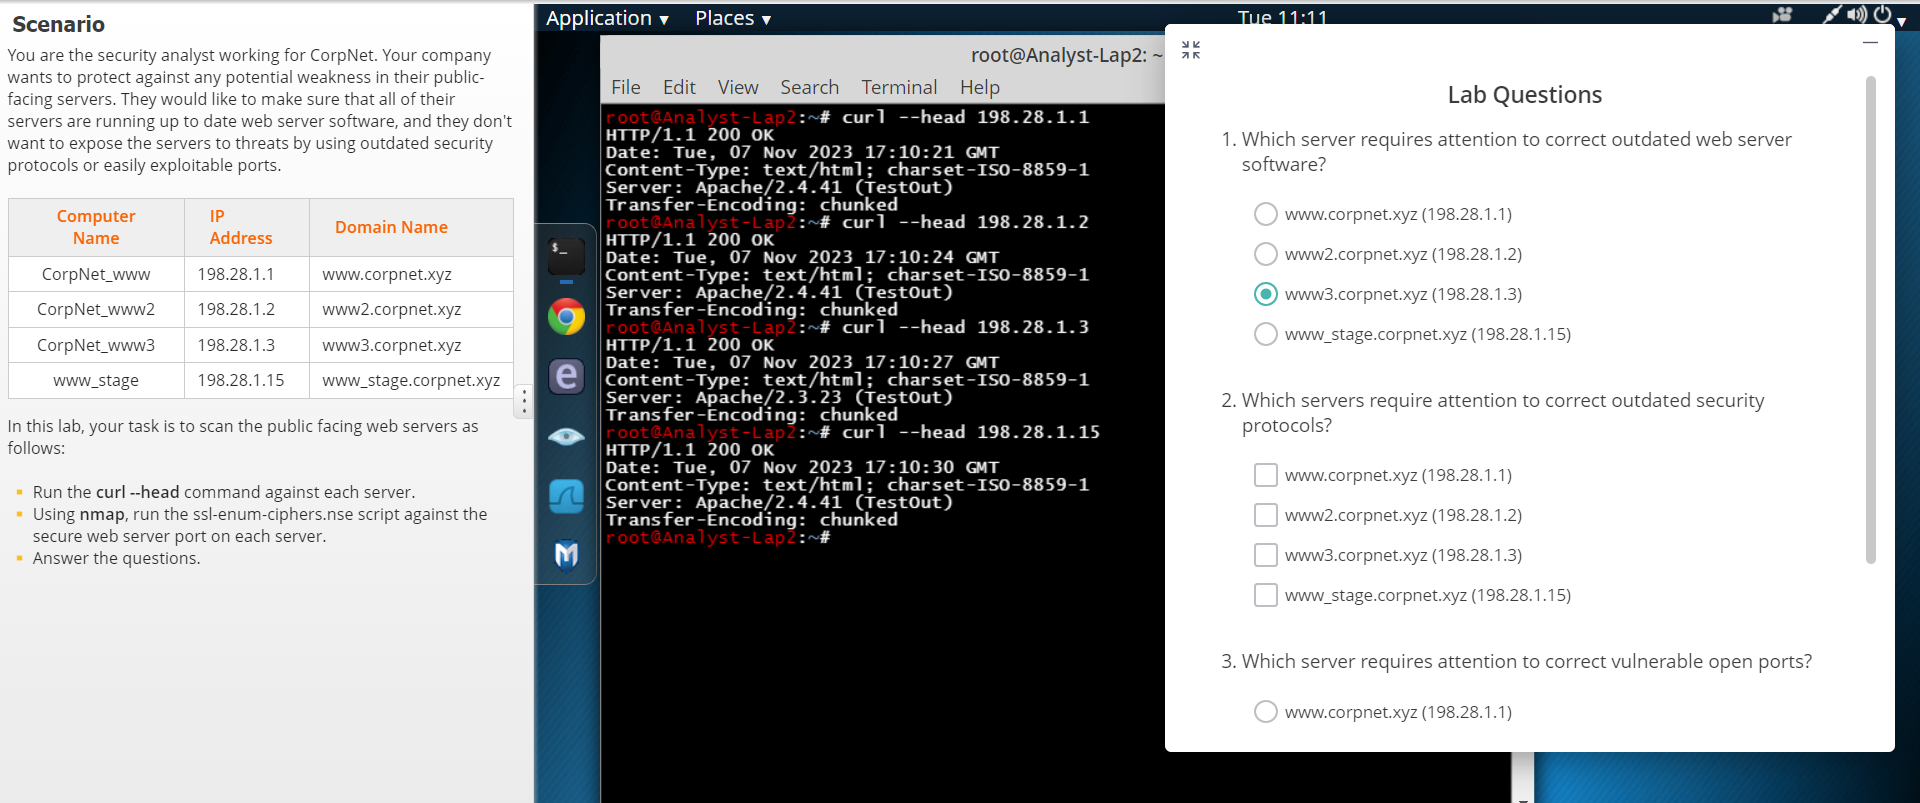 Scenario
You are the security analyst working for CorpNet. Your company
wants to protect against any potential weakness in their public-
facing servers. They would like to make sure that all of their
servers are running up to date web server software, and they don't
want to expose the servers to threats by using outdated security
protocols or easily exploitable ports.
Computer Name IP Address Domain Name
CorpNet_www 198.28.1.1 www.corpnet.xyz
CorpNet_www2 198.28.1.2 www2.corpnet.xyz
CorpNet_www3 198.28.1.3 www3.corpnet.xyz
www_stage 198.28.1.15 www_stage.corpnet.xyz
In this lab, your task is to scan the public facing web servers as
follows:
Run the curl --head command against each server.
Using nmap, run the ssl-enum-ciphers.nse script against the
secure web server port on each server.
Answer the questions.
Application Places Tue 11:11
root@Analyst-Lap2: ~
File Edit View Search Terminal Help
root@Analyst-Lap2:~# curl --head 198.28.1.1
HTTP/1.1 200 OK
Date: Tue, 07 Nov 2023 17:10:21 GMT
Content-Type: text/html; charset-ISO-8859-1
Server: Apache/2.4.41 (TestOut)
Transfer-Encoding: chunked
root@Analyst-Lap2:~# curl --head 198.28.1.2
HTTP/1.1 200 OK
Date: Tue, 07 Nov 2023 17:10:24 GMT
Content-Type: text/html; charset-ISO-8859-1
Server: Apache/2.4.41 (TestOut)
Transfer-Encoding: chunked
root@Analyst-Lap2:~# curl --head 198.28.1.3
HTTP/1.1 200 OK
Date: Tue, 07 Nov 2023 17:10:27 GMT
Content-Type: text/html; charset-ISO-8859-1
Server: Apache/2.3.23 (TestOut)
Transfer-Encoding: chunked
root@Analyst-Lap2:~# curl --head 198.28.1.15
HTTP/1.1 200 OK
Date: Tue, 07 Nov 2023 17:10:30 GMT
Content-Type: text/html; charset-ISO-8859-1
Server: Apache/2.4.41 (TestOut)
Transfer-Encoding: chunked
root@Analyst-Lap2:~#
Lab Questions
1. Which server requires attention to correct outdated web server
software?
www.corpnet.xyz (198.28.1.1)
www2.corpnet.xyz (198.28.1.2)
www3.corpnet.xyz (198.28.1.3)
www_stage.corpnet.xyz (198.28.1.15)
2. Which servers require attention to correct outdated security
protocols?
www.corpnet.xyz (198.28.1.1)
www2.corpnet.xyz (198.28.1.2)
www3.corpnet.xyz (198.28.1.3)
www_stage.corpnet.xyz (198.28.1.15)
3. Which server requires attention to correct vulnerable open ports?
www.corpnet.xyz (198.28.1.1)